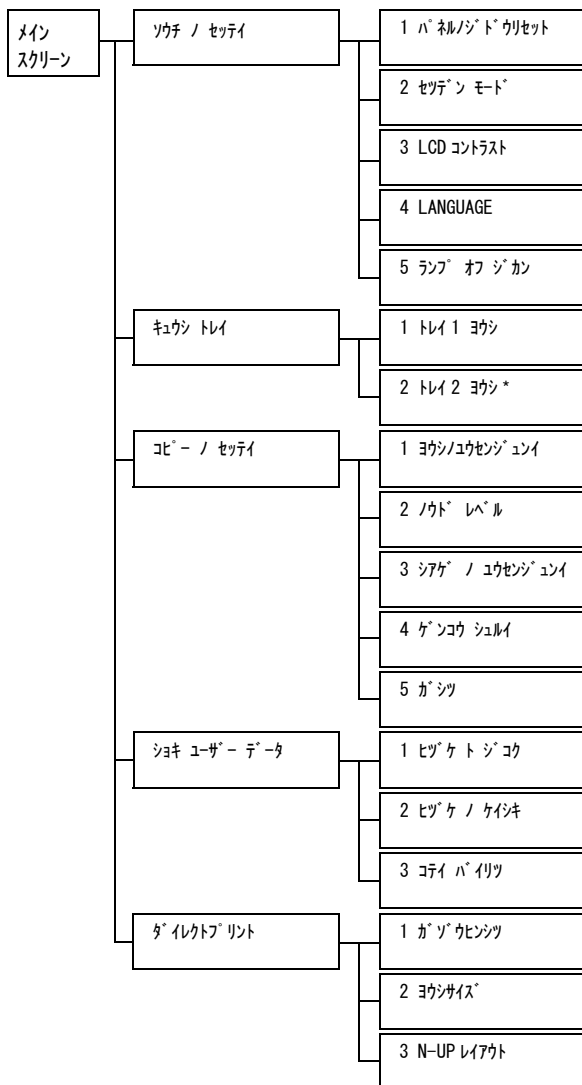 ﾒｲﾝ
ｽｸﾘｰﾝ
ｿｳﾁ ﾉ ｾｯﾃｲ
1 ﾊﾟﾈﾙﾉｼﾞﾄﾞｳﾘｾｯﾄ
2 ｾﾂﾃﾞﾝ ﾓｰﾄﾞ
3 LCD ｺﾝﾄﾗｽﾄ
4 LANGUAGE
5 ﾗﾝﾌﾟ ｵﾌ ｼﾞｶﾝ
ｷｭｳｼ ﾄﾚｲ
1 ﾄﾚｲ 1 ﾖｳｼ
2 ﾄﾚｲ 2 ﾖｳｼ *
ｺﾋﾟｰ ﾉ ｾｯﾃｲ
1 ﾖｳｼﾉﾕｳｾﾝｼﾞｭﾝｲ
2 ﾉｳﾄﾞ ﾚﾍﾞﾙ
3 ｼｱｹﾞ ﾉ ﾕｳｾﾝｼﾞｭﾝｲ
4 ｹﾞﾝｺｳ ｼｭﾙｲ
5 ｶﾞｼﾂ
ｼｮｷ ﾕｰｻﾞｰ ﾃﾞｰﾀ
1 ﾋﾂﾞｹ ﾄ ｼﾞｺｸ
2 ﾋﾂﾞｹ ﾉ ｹｲｼｷ
3 ｺﾃｲ ﾊﾞｲﾘﾂ
ﾀﾞｲﾚｸﾄﾌﾟﾘﾝﾄ
1 ｶﾞｿﾞｳﾋﾝｼﾂ
2 ﾖｳｼｻｲｽﾞ
3 N-UP ﾚｲｱｳﾄ